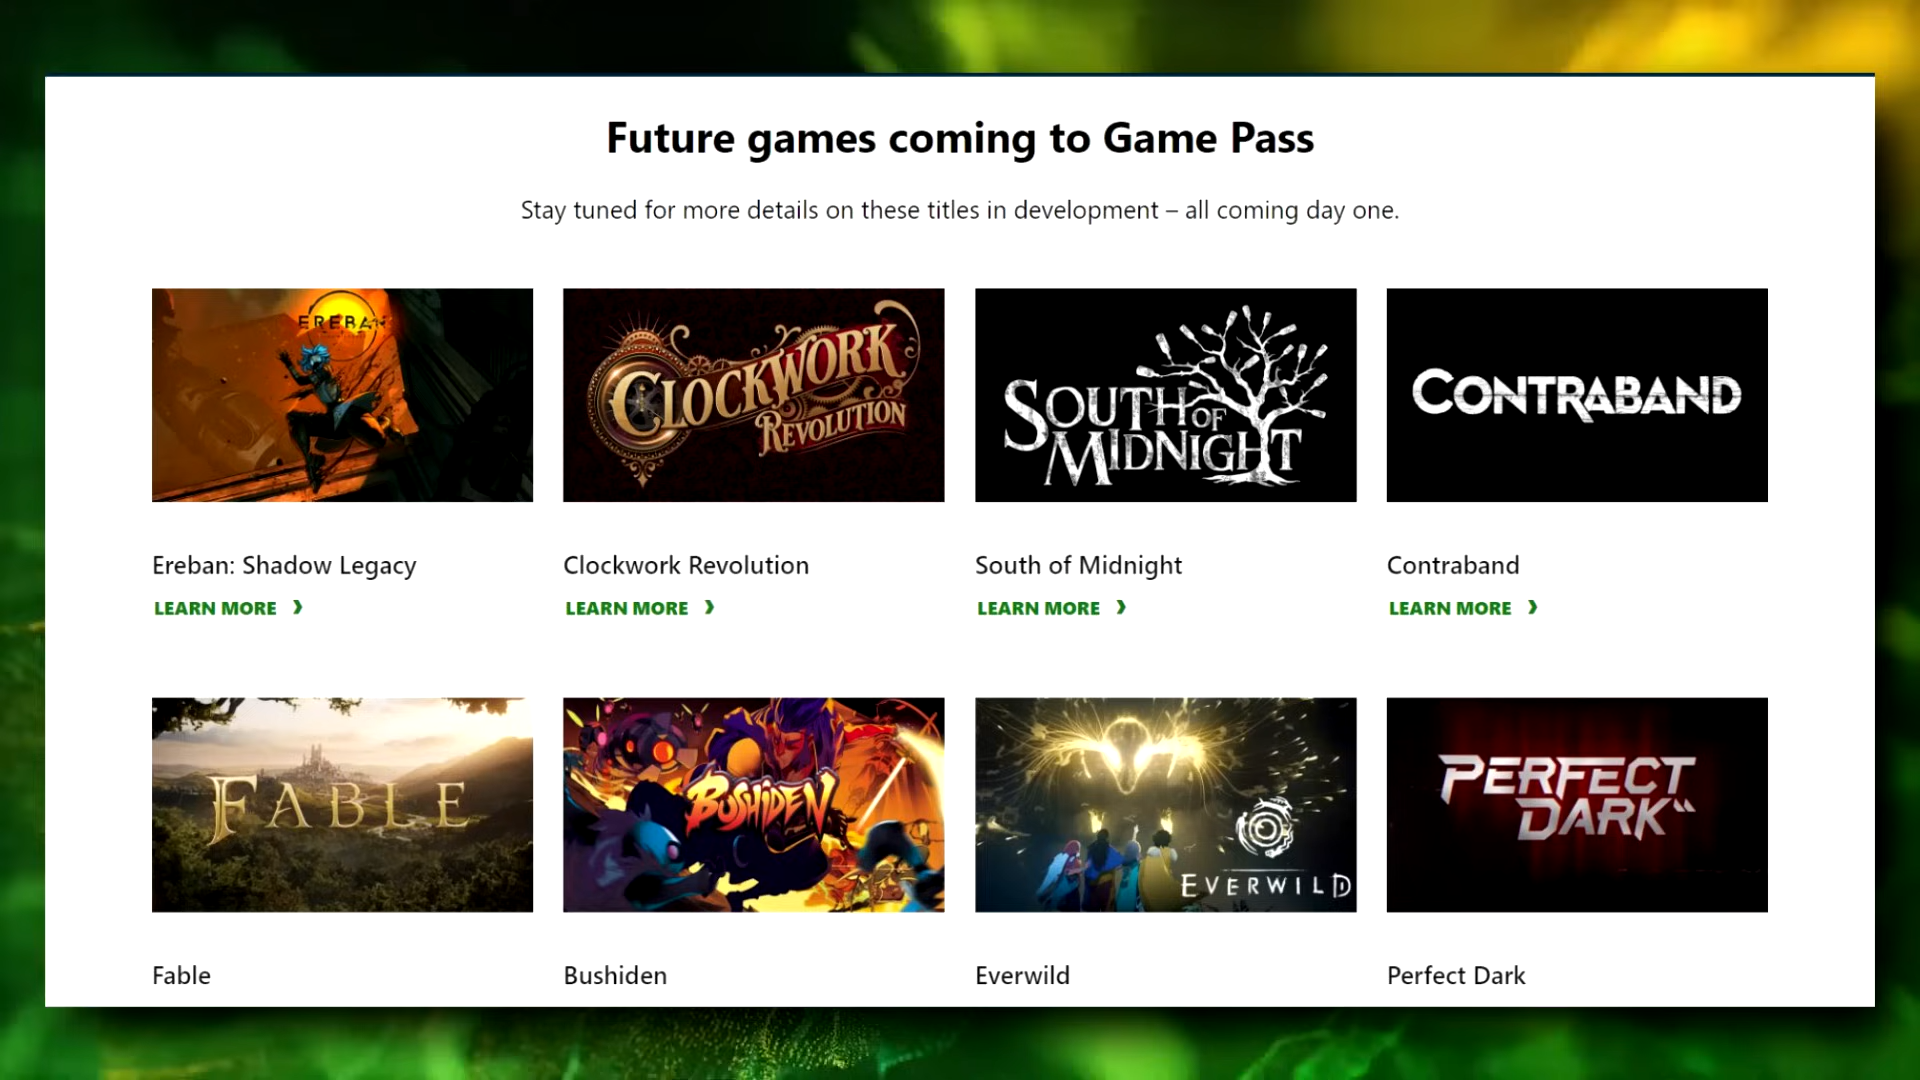 Future games coming to Game Pass
Stay tuned for more details on these titles in development – all coming day one.
EREBAN
CLOCKWORK
REVOLUTION
SOUTH OF
MIDNIGHT
CONTRABAND
Ereban: Shadow Legacy
Clockwork Revolution
South of Midnight
Contraband
LEARN MORE ❯
LEARN MORE ❯
LEARN MORE ❯
LEARN MORE ❯
FABLE
BUSHIDEN
EVERWILD
PERFECT
DARK
Fable
Bushiden
Everwild
Perfect Dark